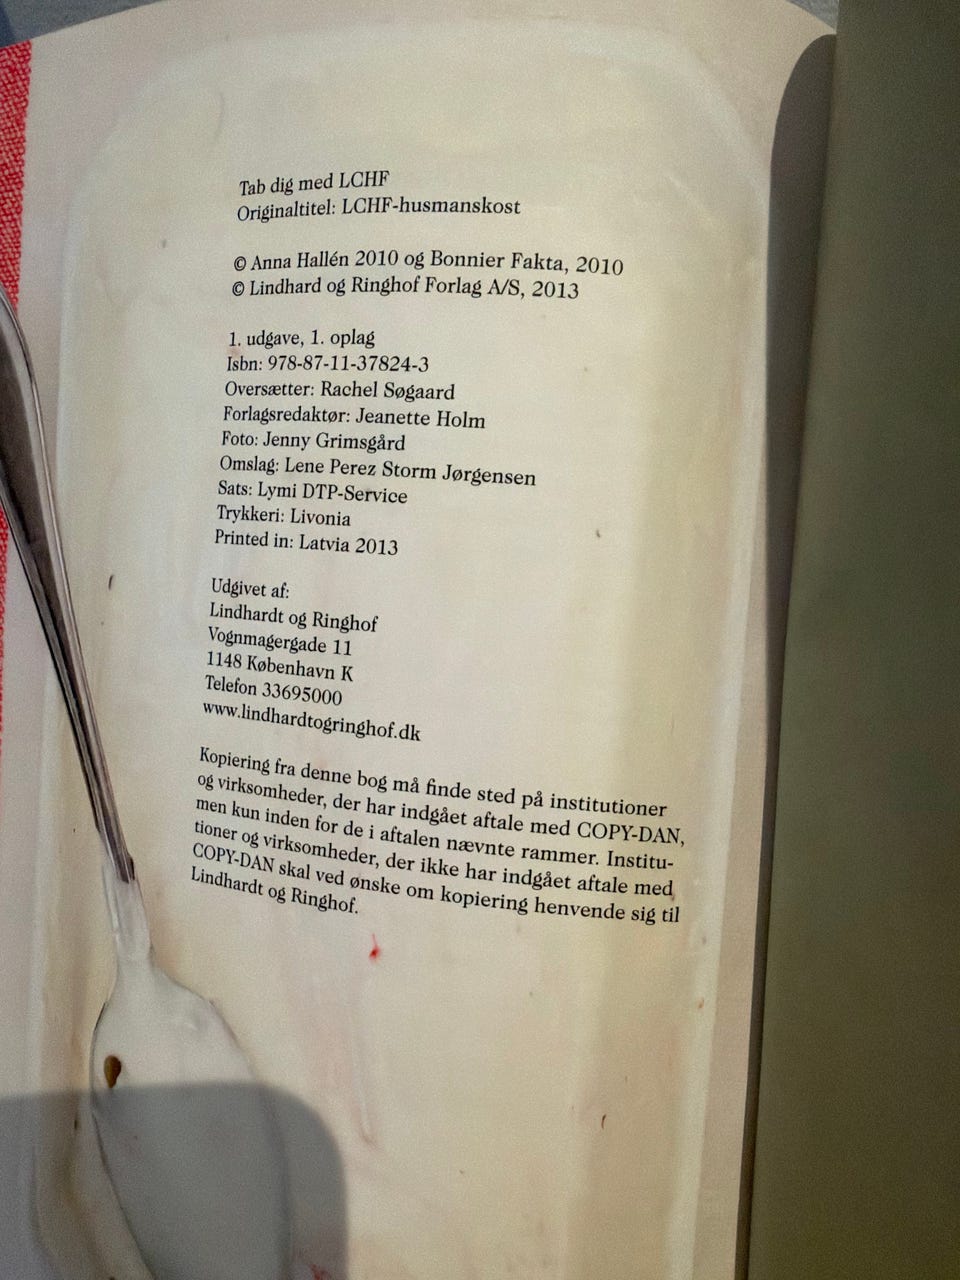 Tab dig med LCHF
Originaltitel: LCHF-husmanskost
© Anna Hallén 2010 og Bonnier Fakta, 2010
© Lindhard og Ringhof Forlag A/S, 2013
1. udgave, 1. oplag
Isbn: 978-87-11-37824-3
Oversætter: Rachel Søgaard
Forlagsredaktør: Jeanette Holm
Foto: Jenny Grimsgård
Omslag: Lene Perez Storm Jørgensen
Sats: Lymi DTP-Service
Trykkeri: Livonia
Printed in: Latvia 2013
Udgivet af:
Lindhardt og Ringhof
Vognmagergade 11
1148 København K
Telefon 33695000
www.lindhardtogringhof.dk
Kopiering fra denne bog må finde sted på institutioner
og virksomheder, der har indgået aftale med COPY-DAN,
men kun inden for de i aftalen nævnte rammer. Institu-
tioner og virksomheder, der ikke har indgået aftale med
COPY-DAN skal ved ønske om kopiering henvende sig til
Lindhardt og Ringhof.